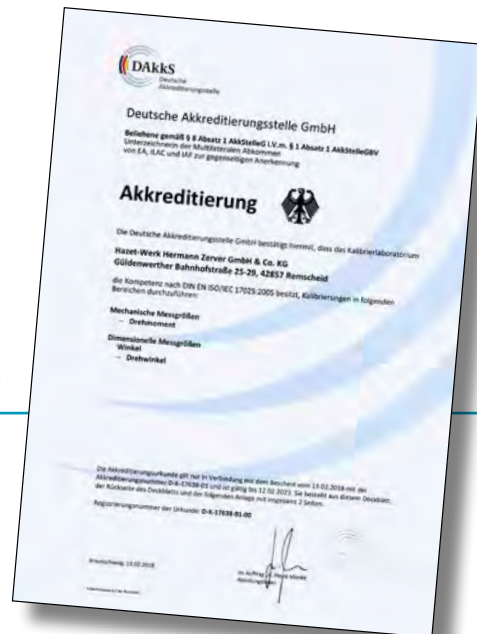 DAkkS
Deutsche
Akkreditierungsstelle
Deutsche Akkreditierungsstelle GmbH
Beliehene gemäß § 8 Absatz 1 AkkStelleG i.V.m. § 1 Absatz 1 AkkStelleGBV
Unterzeichnerin der Multilateralen Abkommen
von EA, ILAC und IAF zur gegenseitigen Anerkennung
Akkreditierung
Die Deutsche Akkreditierungsstelle GmbH bestätigt hiermit, dass das Kalibrierlaboratorium
Hazet-Werk Hermann Zerver GmbH & Co. KG
Güldenwerther Bahnhofstraße 25-29, 42857 Remscheid
die Kompetenz nach DIN EN ISO/IEC 17025:2005 besitzt, Kalibrierungen in folgenden
Bereichen durchzuführen:
Mechanische Messgrößen
– Drehmoment
Dimensionelle Messgrößen
Winkel
– Drehwinkel
Die Akkreditierungsurkunde gilt nur in Verbindung mit dem Bescheid vom 13.02.2018 mit der
Akkreditierungsnummer D-K-17638-01 und ist gültig bis 12.02.2023. Sie besteht aus diesem Deckblatt,
der Rückseite des Deckblatts und der folgenden Anlage mit insgesamt 2 Seiten.
Registrierungsnummer der Urkunde: D-K-17638-01-00
Braunschweig, 13.02.2018
Im Auftrag
Abteilungsleiter